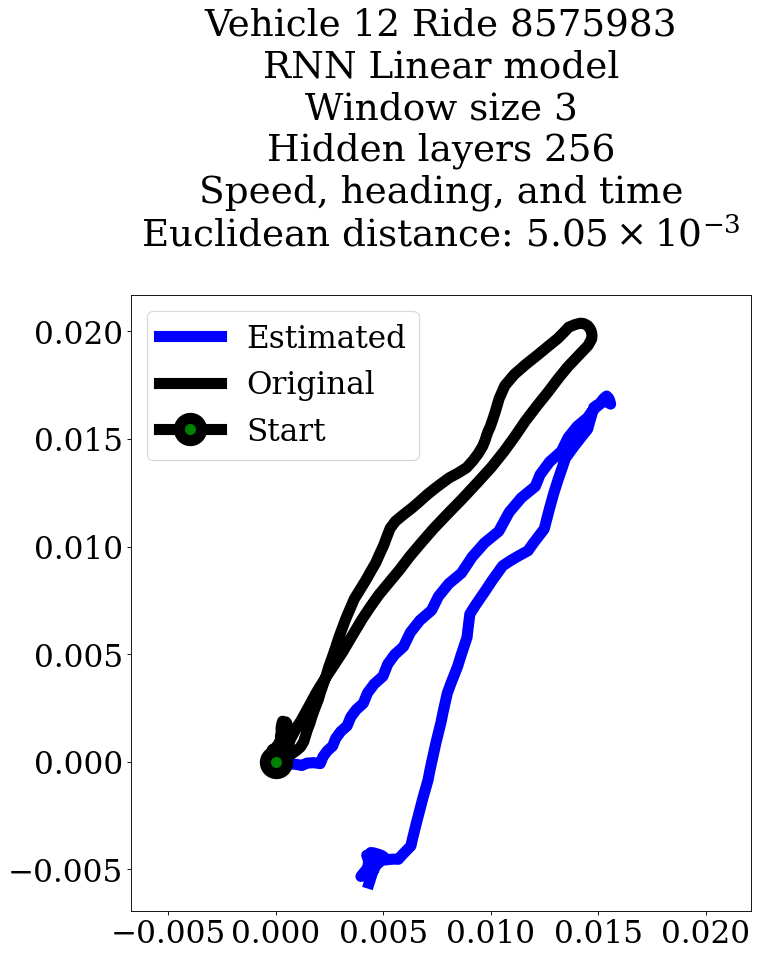 Vehicle 12 Ride 8575983
RNN Linear model
Window size 3
Hidden layers 256
Speed, heading, and time
Euclidean distance: 5.05 × 10⁻³
Estimated
Original
Start
0.020
0.015
0.010
0.005
0.000
−0.005
−0.005 0.000 0.005 0.010 0.015 0.020